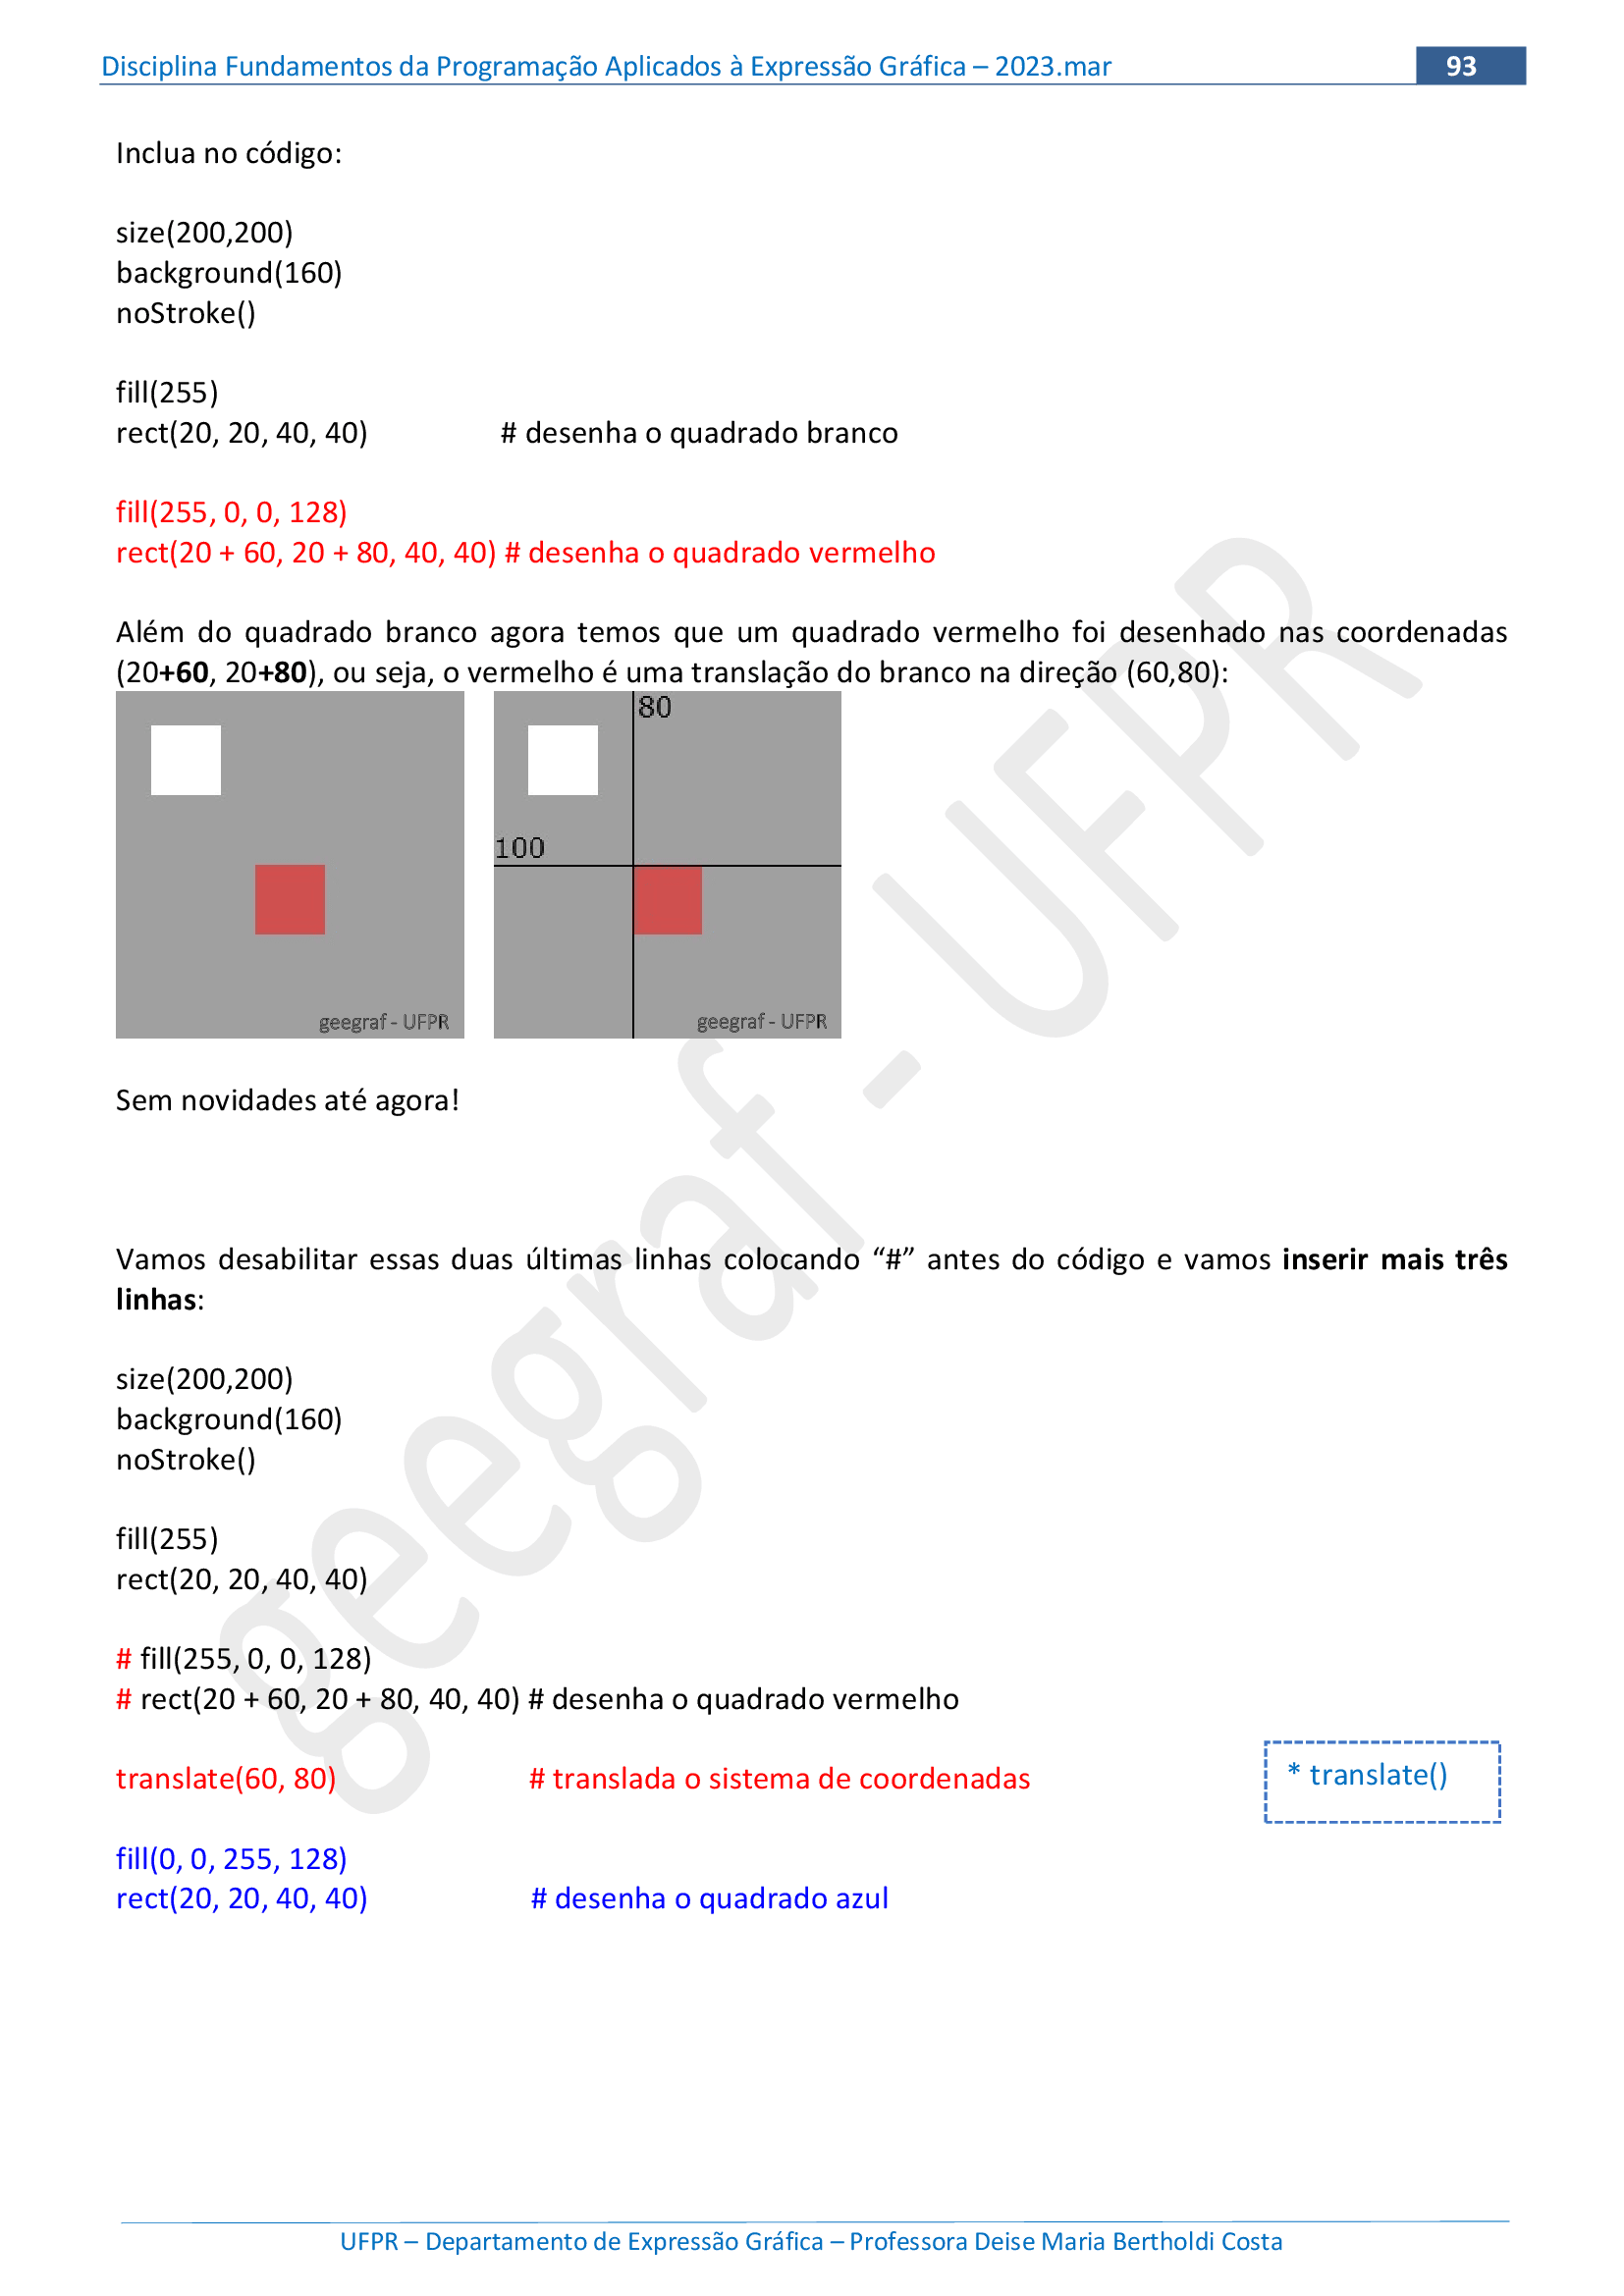 Disciplina Fundamentos da Programação Aplicados à Expressão Gráfica – 2023.mar 93
Inclua no código:
size(200,200)
background(160)
noStroke()
fill(255)
rect(20, 20, 40, 40) # desenha o quadrado branco
fill(255, 0, 0, 128)
rect(20 + 60, 20 + 80, 40, 40) # desenha o quadrado vermelho
Além do quadrado branco agora temos que um quadrado vermelho foi desenhado nas coordenadas
(20+60, 20+80), ou seja, o vermelho é uma translação do branco na direção (60,80):
80
100
geegraf - UFPR
geegraf - UFPR
Sem novidades até agora!
Vamos desabilitar essas duas últimas linhas colocando “#” antes do código e vamos inserir mais três
linhas:
size(200,200)
background(160)
noStroke()
fill(255)
rect(20, 20, 40, 40)
# fill(255, 0, 0, 128)
# rect(20 + 60, 20 + 80, 40, 40) # desenha o quadrado vermelho
translate(60, 80) # translada o sistema de coordenadas
* translate()
fill(0, 0, 255, 128)
rect(20, 20, 40, 40) # desenha o quadrado azul
geegraf - UFPR
UFPR – Departamento de Expressão Gráfica – Professora Deise Maria Bertholdi Costa